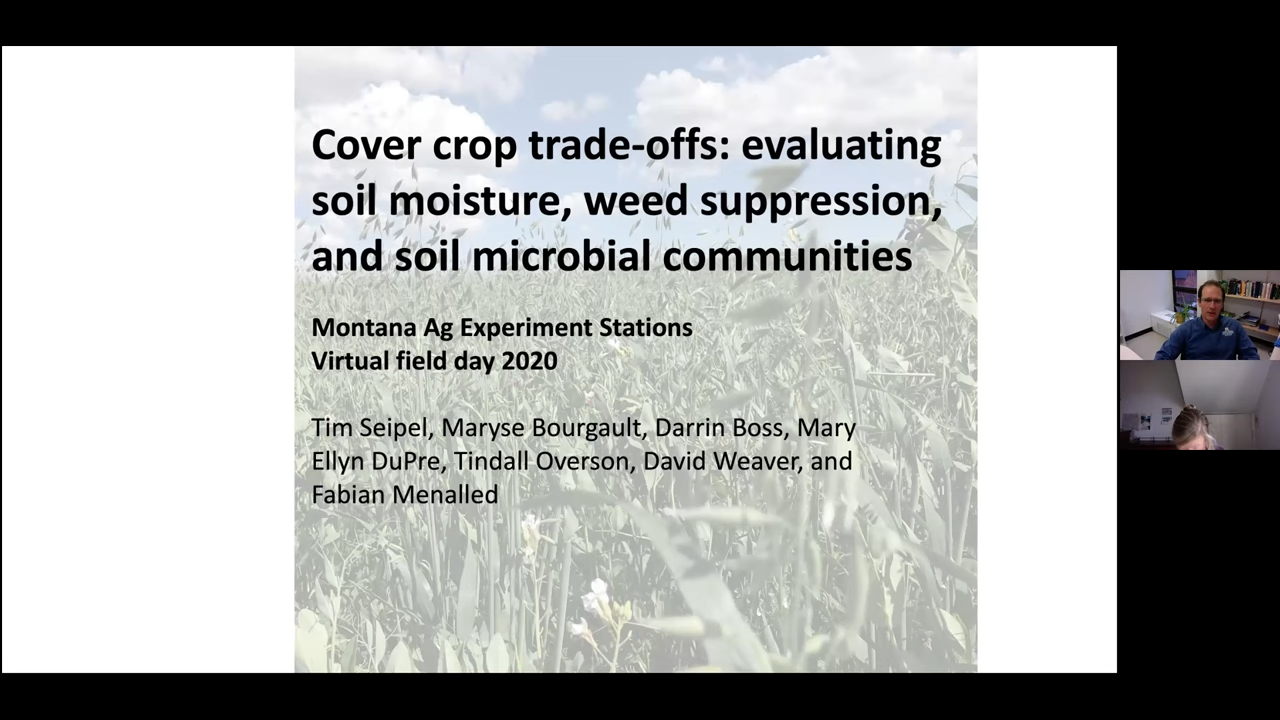 Cover crop trade-offs: evaluating
soil moisture, weed suppression,
and soil microbial communities
Montana Ag Experiment Stations
Virtual field day 2020
Tim Seipel, Maryse Bourgault, Darrin Boss, Mary
Ellyn DuPre, Tindall Overson, David Weaver, and
Fabian Menalled